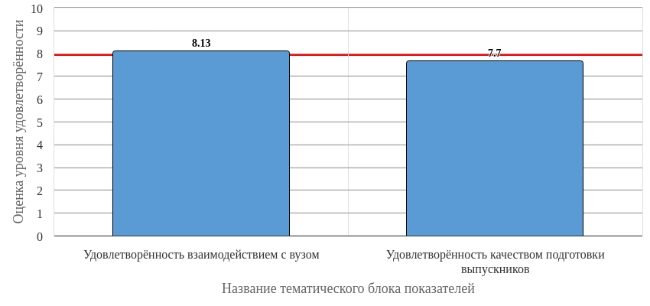 10
9
8
7
6
5
4
3
2
1
0
Оценка уровня удовлетворённости
8.13
7.7
Удовлетворённость взаимодействием с вузом
Удовлетворённость качеством подготовки
выпускников
Название тематического блока показателей